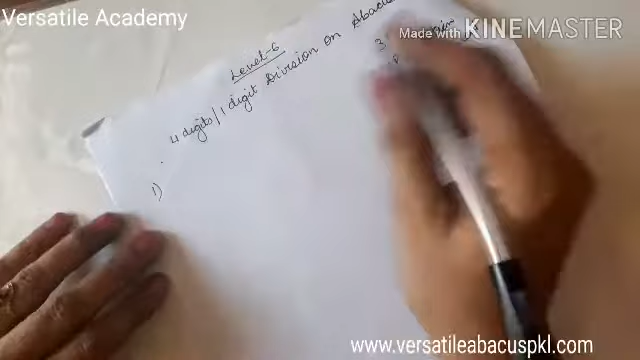 Versatile Academy
Made with KINEMASTER
Level-6
4 digits/1 digit Division on Abacus
1)
www.versatileabacuspkl.com